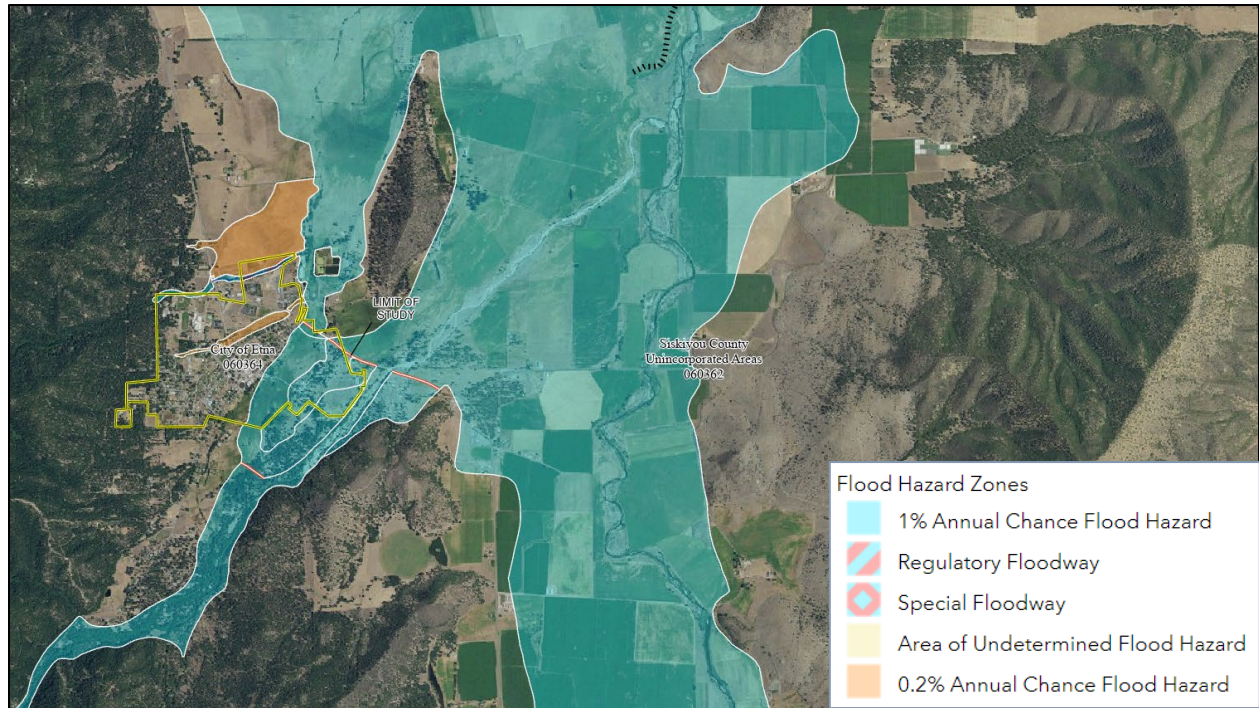 LIMIT OF
STUDY
City of Etna
060364
Siskiyou County
Unincorporated Areas
060362
Flood Hazard Zones
1% Annual Chance Flood Hazard
Regulatory Floodway
Special Floodway
Area of Undetermined Flood Hazard
0.2% Annual Chance Flood Hazard